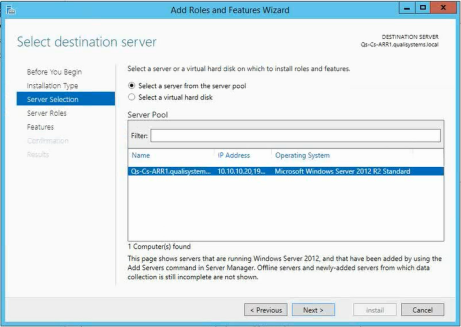 Add Roles and Features Wizard
Select destination server
DESTINATION SERVER
Qs-Cs-ARR1.qualisystems.local
Before You Begin
Installation Type
Server Selection
Server Roles
Features
Confirmation
Results
Select a server or a virtual hard disk on which to install roles and features.
Select a server from the server pool
Select a virtual hard disk
Server Pool
Filter:
Name IP Address Operating System
Qs-Cs-ARR1.qualisystem... 10.10.10.20,19... Microsoft Windows Server 2012 R2 Standard
1 Computer(s) found
This page shows servers that are running Windows Server 2012, and that have been added by using the
Add Servers command in Server Manager. Offline servers and newly-added servers from which data
collection is still incomplete are not shown.
< Previous Next > Install Cancel